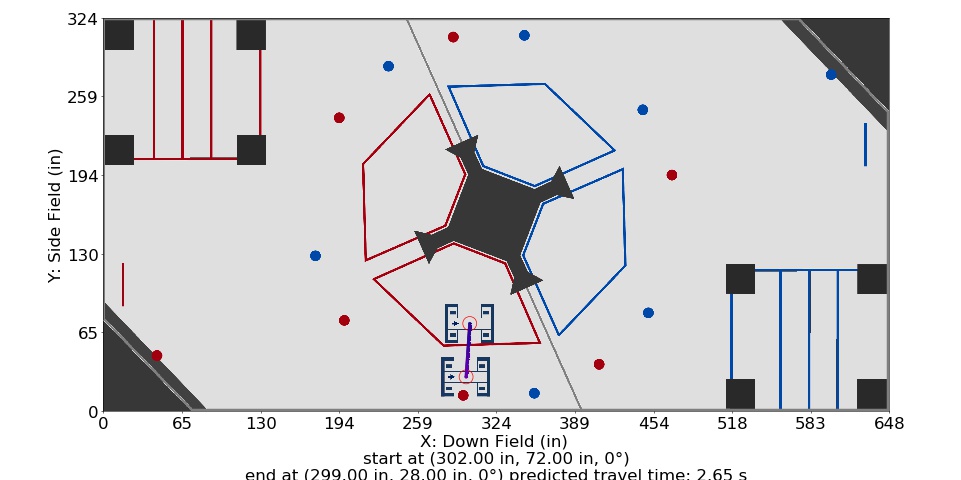 324
259
194
130
65
0
0 65 130 194 259 324 389 454 518 583 648
Y: Side Field (in)
X: Down Field (in)
start at (302.00 in, 72.00 in, 0°)
end at (299.00 in, 28.00 in, 0°) predicted travel time: 2.65 s